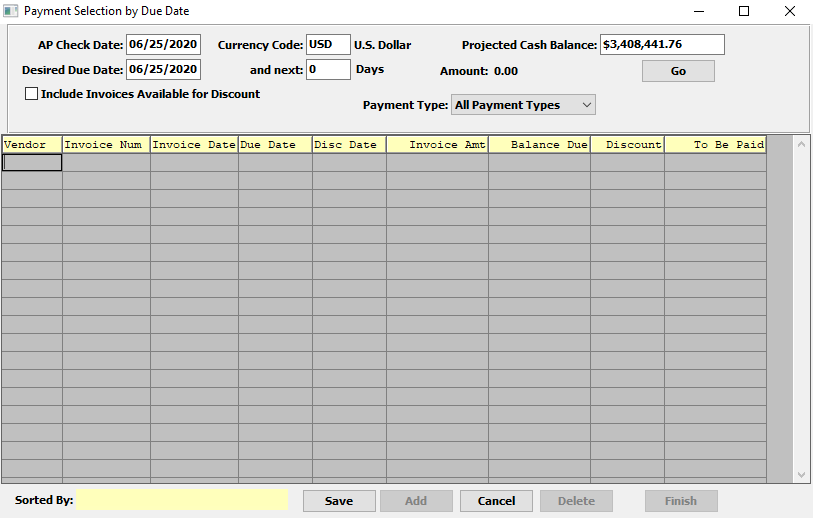 Payment Selection by Due Date
AP Check Date: 06/25/2020 Currency Code: USD U.S. Dollar Projected Cash Balance: $3,408,441.76
Desired Due Date: 06/25/2020 and next: 0 Days Amount: 0.00 Go
Include Invoices Available for Discount
Payment Type: All Payment Types
Vendor Invoice Num Invoice Date Due Date Disc Date Invoice Amt Balance Due Discount To Be Paid
Sorted By: Save Add Cancel Delete Finish